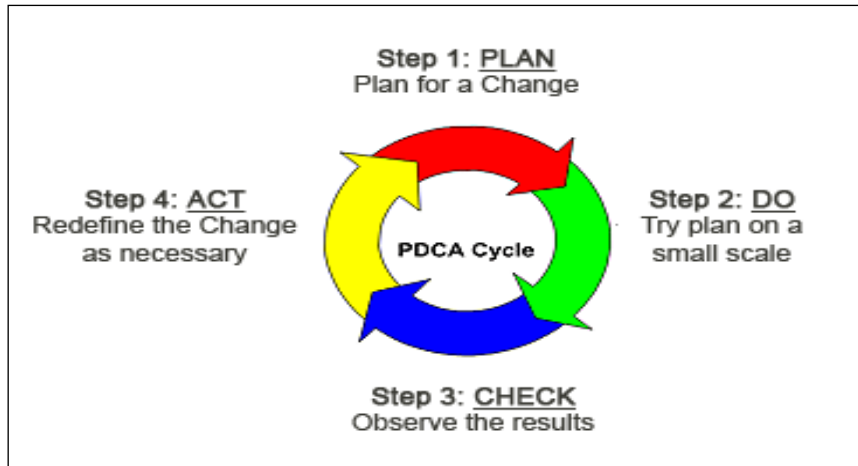 Step 1: PLAN
Plan for a Change
Step 4: ACT
Redefine the Change
as necessary
PDCA Cycle
Step 2: DO
Try plan on a
small scale
Step 3: CHECK
Observe the results